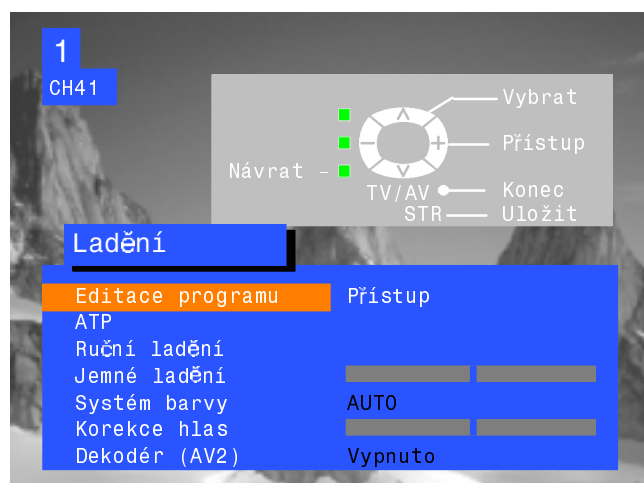 1
CH41
Vybrat
Přístup
Návrat –
TV/AV Konec
STR Uložit
Ladění
Editace programu Přístup
ATP
Ruční ladění
Jemné ladění
Systém barvy AUTO
Korekce hlas
Dekodér (AV2) Vypnuto